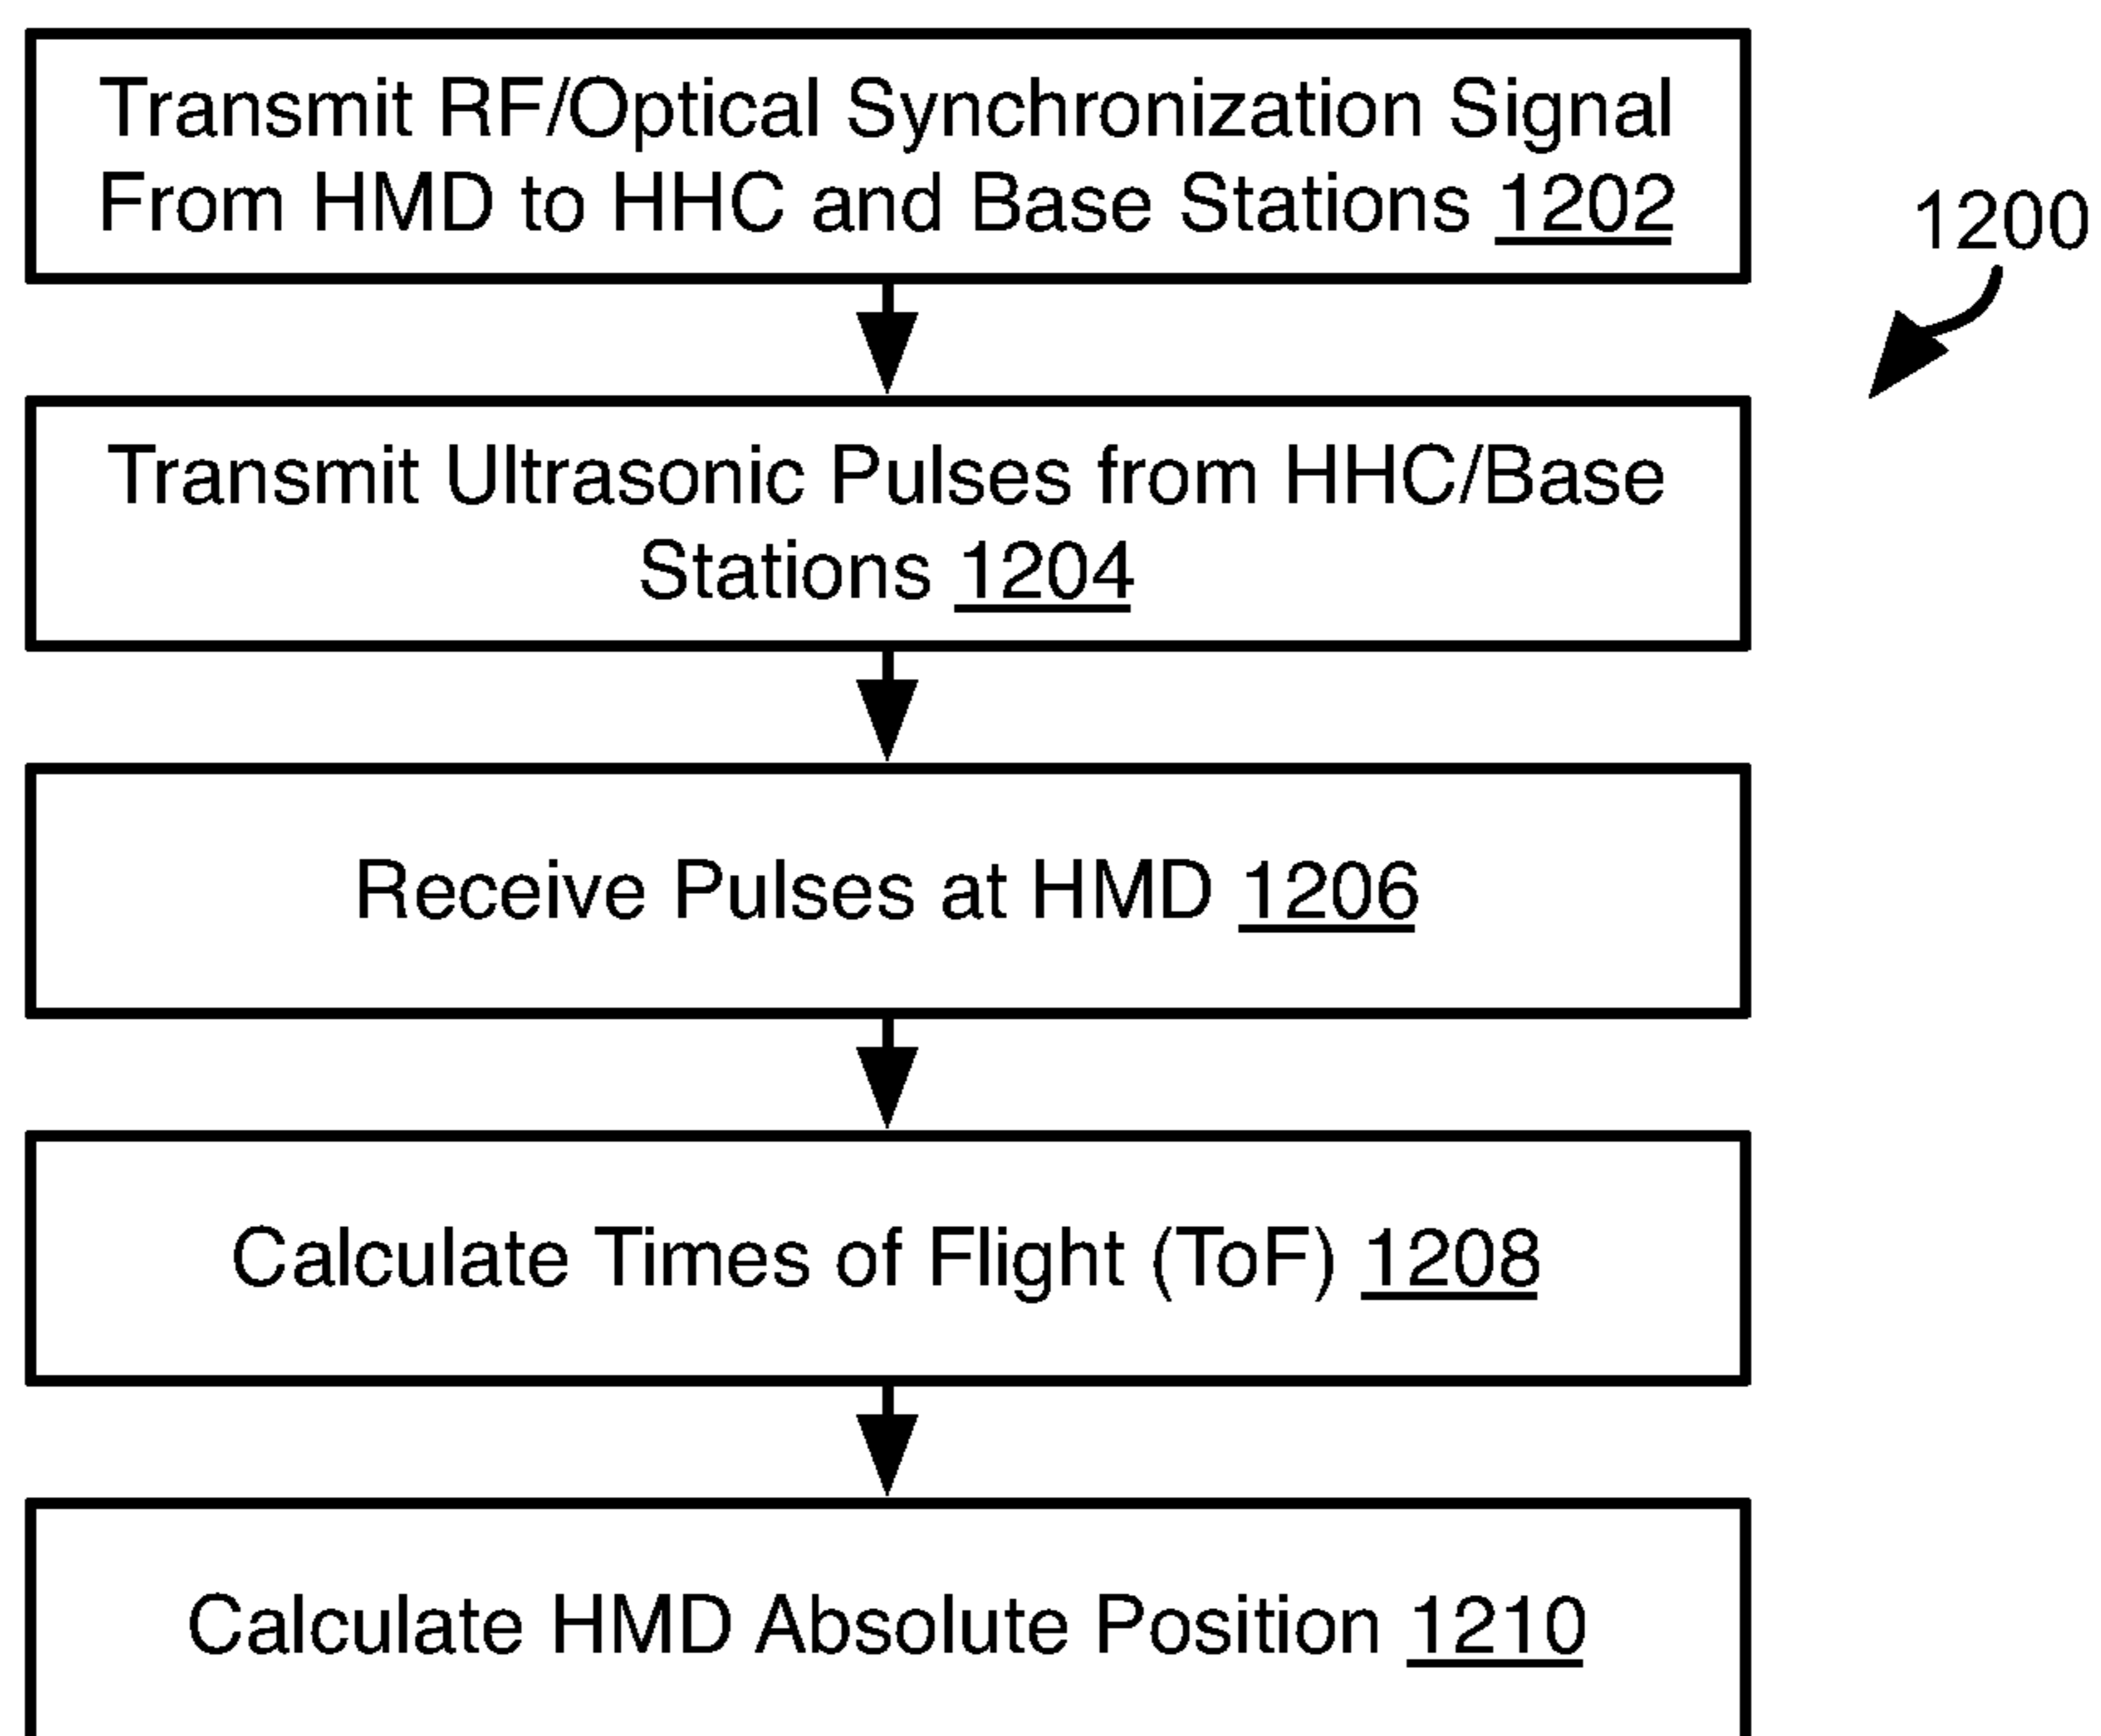 Transmit RF/Optical Synchronization Signal
From HMD to HHC and Base Stations 1202
1200
Transmit Ultrasonic Pulses from HHC/Base
Stations 1204
Receive Pulses at HMD 1206
Calculate Times of Flight (ToF) 1208
Calculate HMD Absolute Position 1210